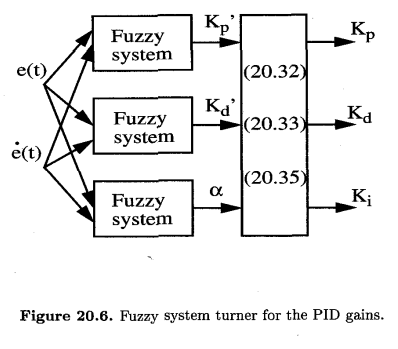 Fuzzy
system
Kp'
Kp
e(t)
(20.32)
Fuzzy
system
Kd'
(20.33)
Kd
ė(t)
Fuzzy
system
α
(20.35)
Ki
Figure 20.6. Fuzzy system turner for the PID gains.